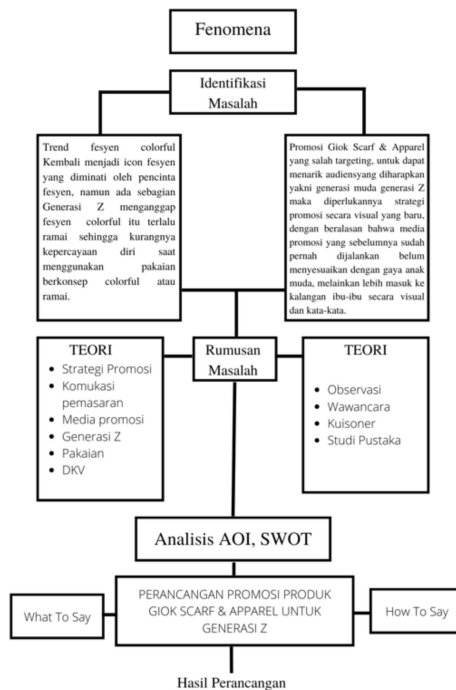 Fenomena
Identifikasi
Masalah
Trend fesyen colorful
Kembali menjadi icon fesyen
yang diminati oleh pencinta
fesyen, namun ada sebagian
Generasi Z menganggap
fesyen colorful itu terlalu
ramai sehingga kurangnya
kepercayaan diri saat
menggunakan pakaian
berkonsep colorful atau
ramai.
Promosi Giok Scarf & Apparel
yang salah targeting, untuk dapat
menarik audiensyang diharapkan
yakni generasi muda generasi Z
maka diperlukannya strategi
promosi secara visual yang baru,
dengan beralasan bahwa media
promosi yang sebelumnya sudah
pernah dijalankan belum
menyesuaikan dengan gaya anak
muda, melainkan lebih masuk ke
kalangan ibu-ibu secara visual
dan kata-kata.
TEORI
• Strategi Promosi
• Komukasi
pemasaran
• Media promosi
• Generasi Z
• Pakaian
• DKV
Rumusan
Masalah
TEORI
• Observasi
• Wawancara
• Kuisoner
• Studi Pustaka
Analisis AOI, SWOT
What To Say
PERANCANGAN PROMOSI PRODUK
GIOK SCARF & APPAREL UNTUK
GENERASI Z
How To Say
Hasil Perancangan